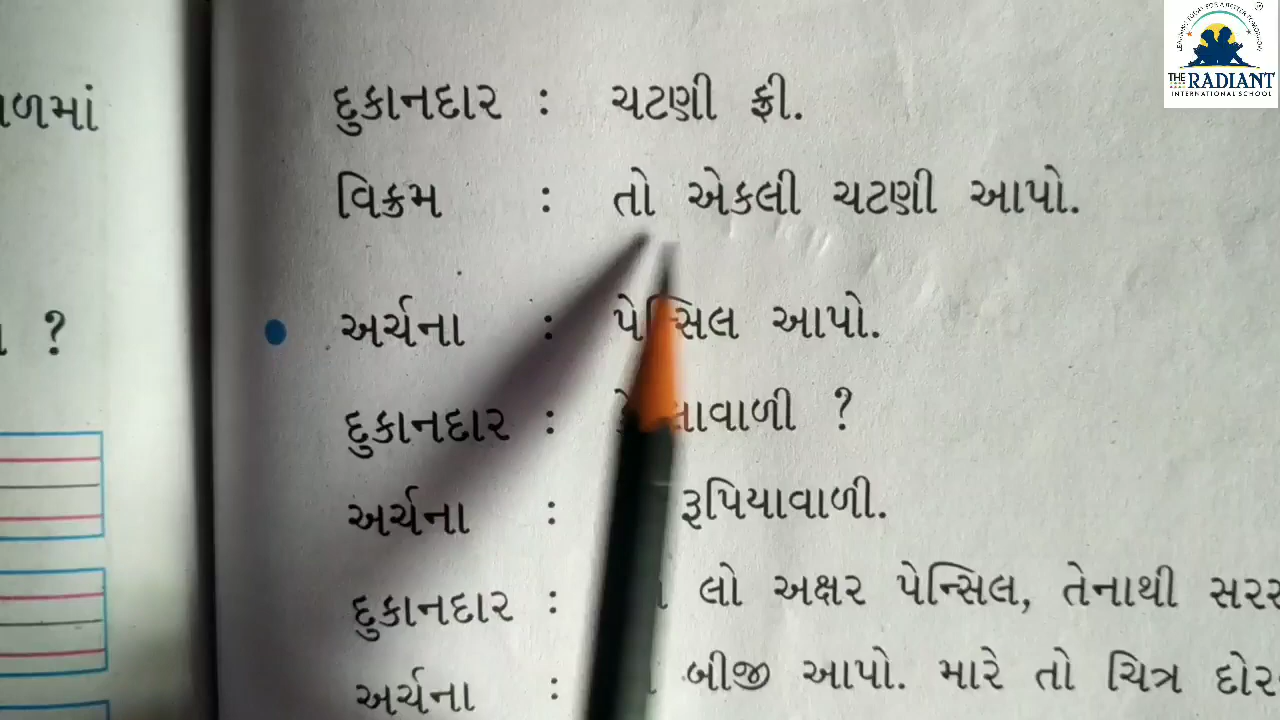 દુકાનદાર : ચટણી ફ્રી.
વિક્રમ : તો એકલી ચટણી આપો.
અર્ચના : પેન્સિલ આપો.
દુકાનદાર : ?
અર્ચના : રૂપિયાવાળી.
દુકાનદાર : લો અક્ષર પેન્સિલ, તેનાથી
અર્ચના : બીજી આપો. મારે તો ચિત્ર
?
THE RADIANT
INTERNATIONAL SCHOOL